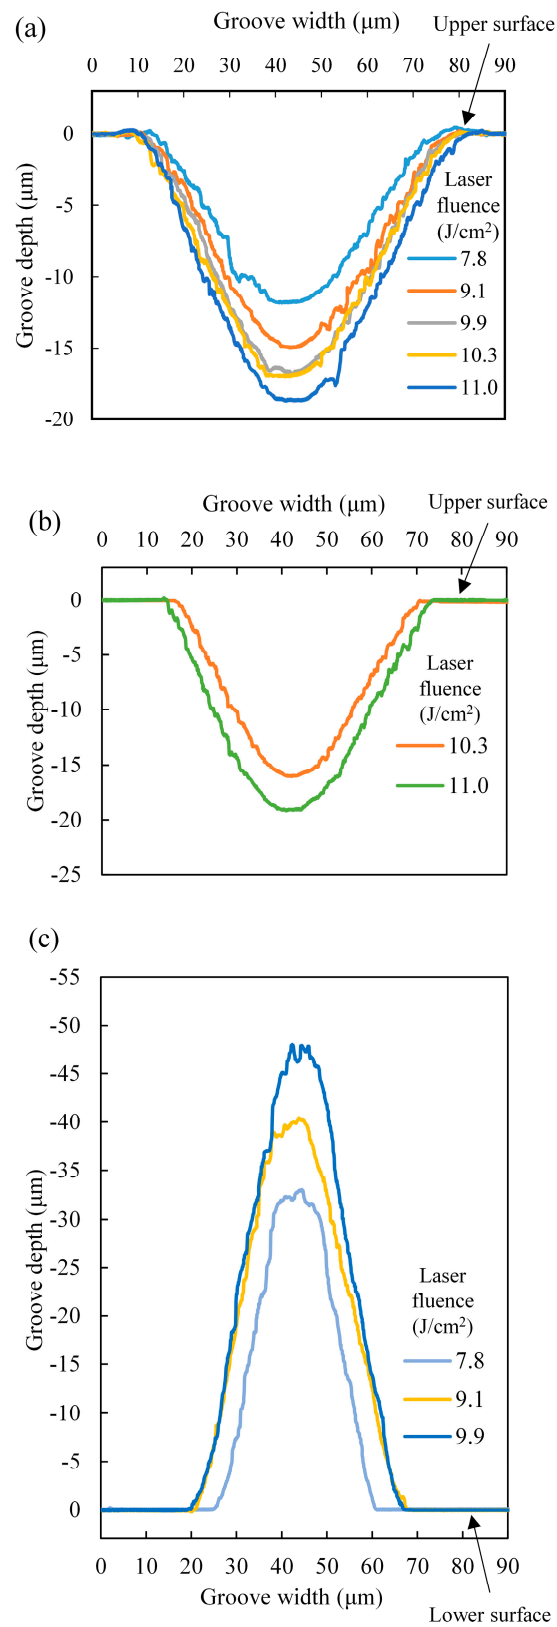 (a)
Groove width (μm)
Upper surface
0 10 20 30 40 50 60 70 80 90
Groove depth (μm)
0
-5
-10
-15
-20
Laser
fluence
(J/cm²)
7.8
9.1
9.9
10.3
11.0
(b)
Groove width (μm)
Upper surface
0 10 20 30 40 50 60 70 80 90
Groove depth (μm)
0
-5
-10
-15
-20
-25
Laser
fluence
(J/cm²)
10.3
11.0
(c)
Groove depth (μm)
-55
-50
-45
-40
-35
-30
-25
-20
-15
-10
-5
0
Laser
fluence
(J/cm²)
7.8
9.1
9.9
0 10 20 30 40 50 60 70 80 90
Groove width (μm)
Lower surface